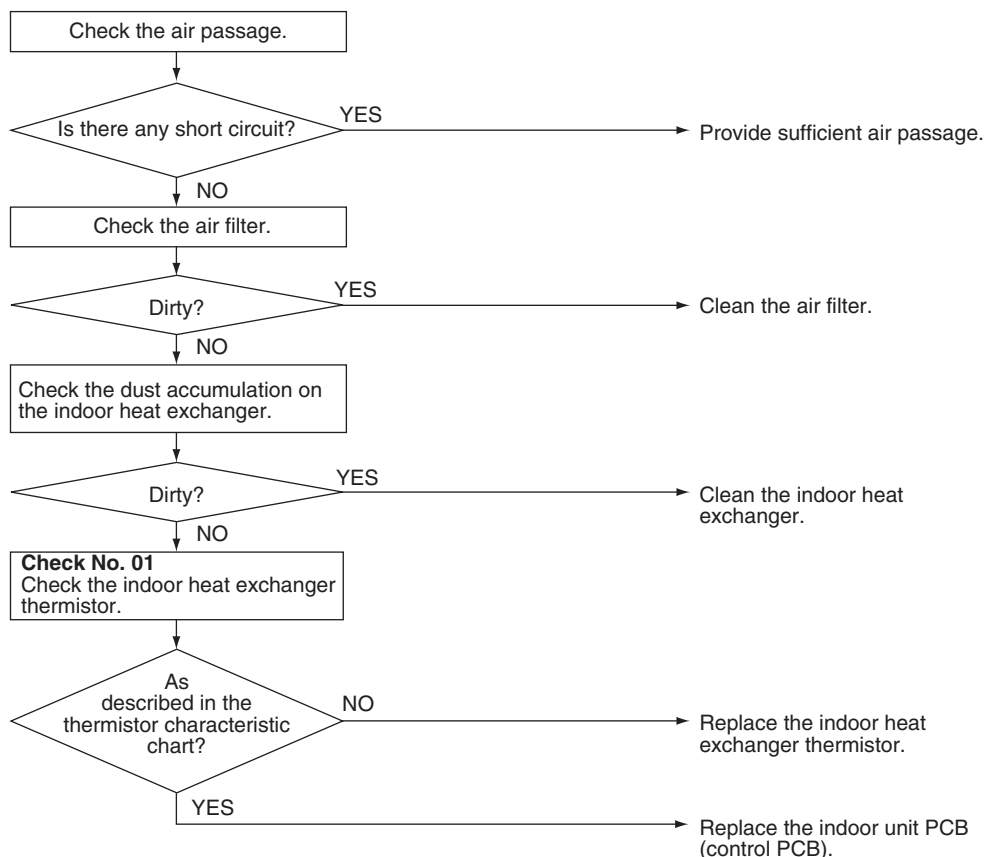 Check the air passage.
Is there any short circuit?
YES
Provide sufficient air passage.
NO
Check the air filter.
Dirty?
YES
Clean the air filter.
NO
Check the dust accumulation on
the indoor heat exchanger.
Dirty?
YES
Clean the indoor heat
exchanger.
NO
Check No. 01
Check the indoor heat exchanger
thermistor.
As
described in the
thermistor characteristic
chart?
NO
Replace the indoor heat
exchanger thermistor.
YES
Replace the indoor unit PCB
(control PCB).